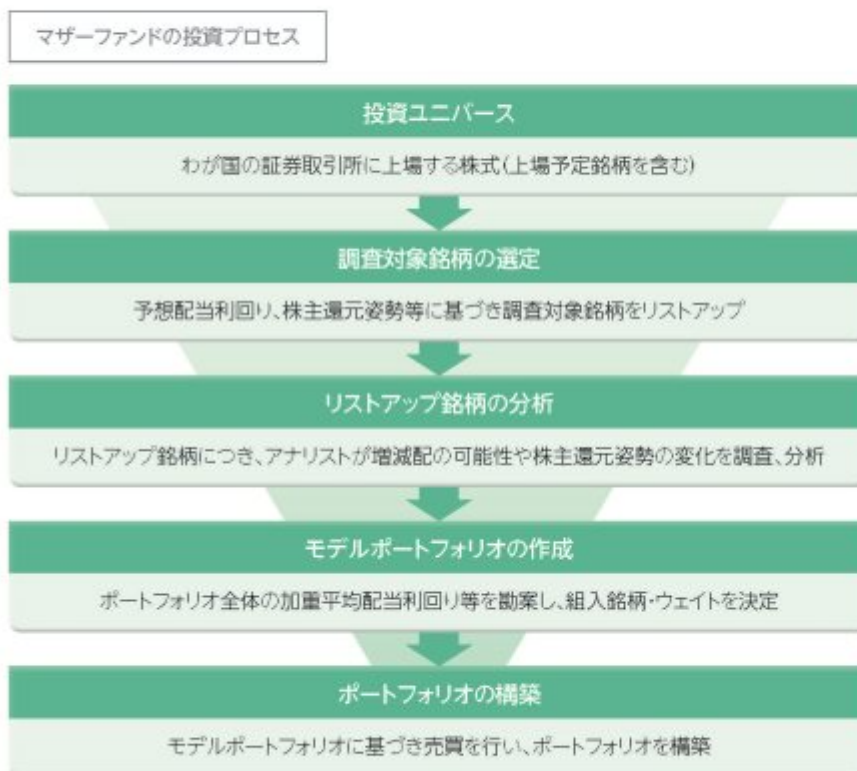 マザーファンドの投資プロセス
投資ユニバース
わが国の証券取引所に上場する株式(上場予定銘柄を含む)
調査対象銘柄の選定
予想配当利回り、株主還元姿勢等に基づき調査対象銘柄をリストアップ
リストアップ銘柄の分析
リストアップ銘柄につき、アナリストが増減配の可能性や株主還元姿勢の変化を調査、分析
モデルポートフォリオの作成
ポートフォリオ全体の加重平均配当利回り等を勘案し、組入銘柄・ウェイトを決定
ポートフォリオの構築
モデルポートフォリオに基づき売買を行い、ポートフォリオを構築